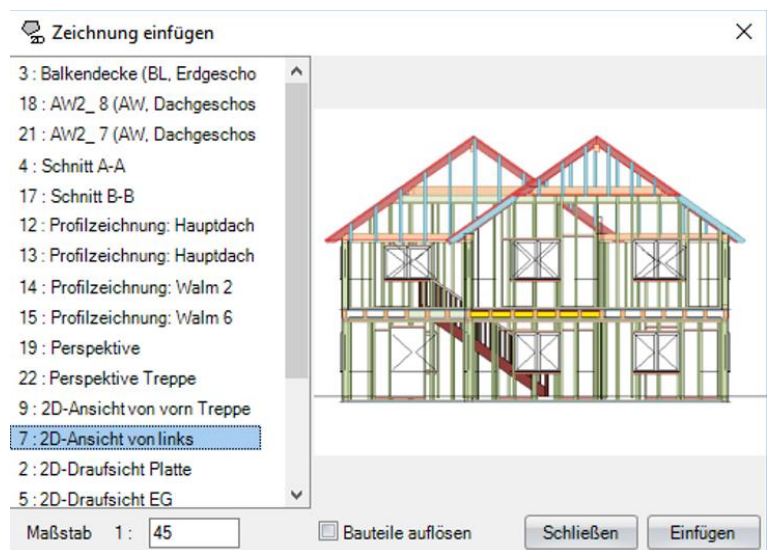 Zeichnung einfügen
3 : Balkendecke (BL, Erdgescho
18 : AW2_ 8 (AW, Dachgeschos
21 : AW2_ 7 (AW, Dachgeschos
4 : Schnitt A-A
17 : Schnitt B-B
12 : Profilzeichnung: Hauptdach
13 : Profilzeichnung: Hauptdach
14 : Profilzeichnung: Walm 2
15 : Profilzeichnung: Walm 6
19 : Perspektive
22 : Perspektive Treppe
9 : 2D-Ansicht von vorn Treppe
7 : 2D-Ansicht von links
2 : 2D-Draufsicht Platte
5 : 2D-Draufsicht EG
Maßstab 1 : 45 Bauteile auflösen Schließen Einfügen